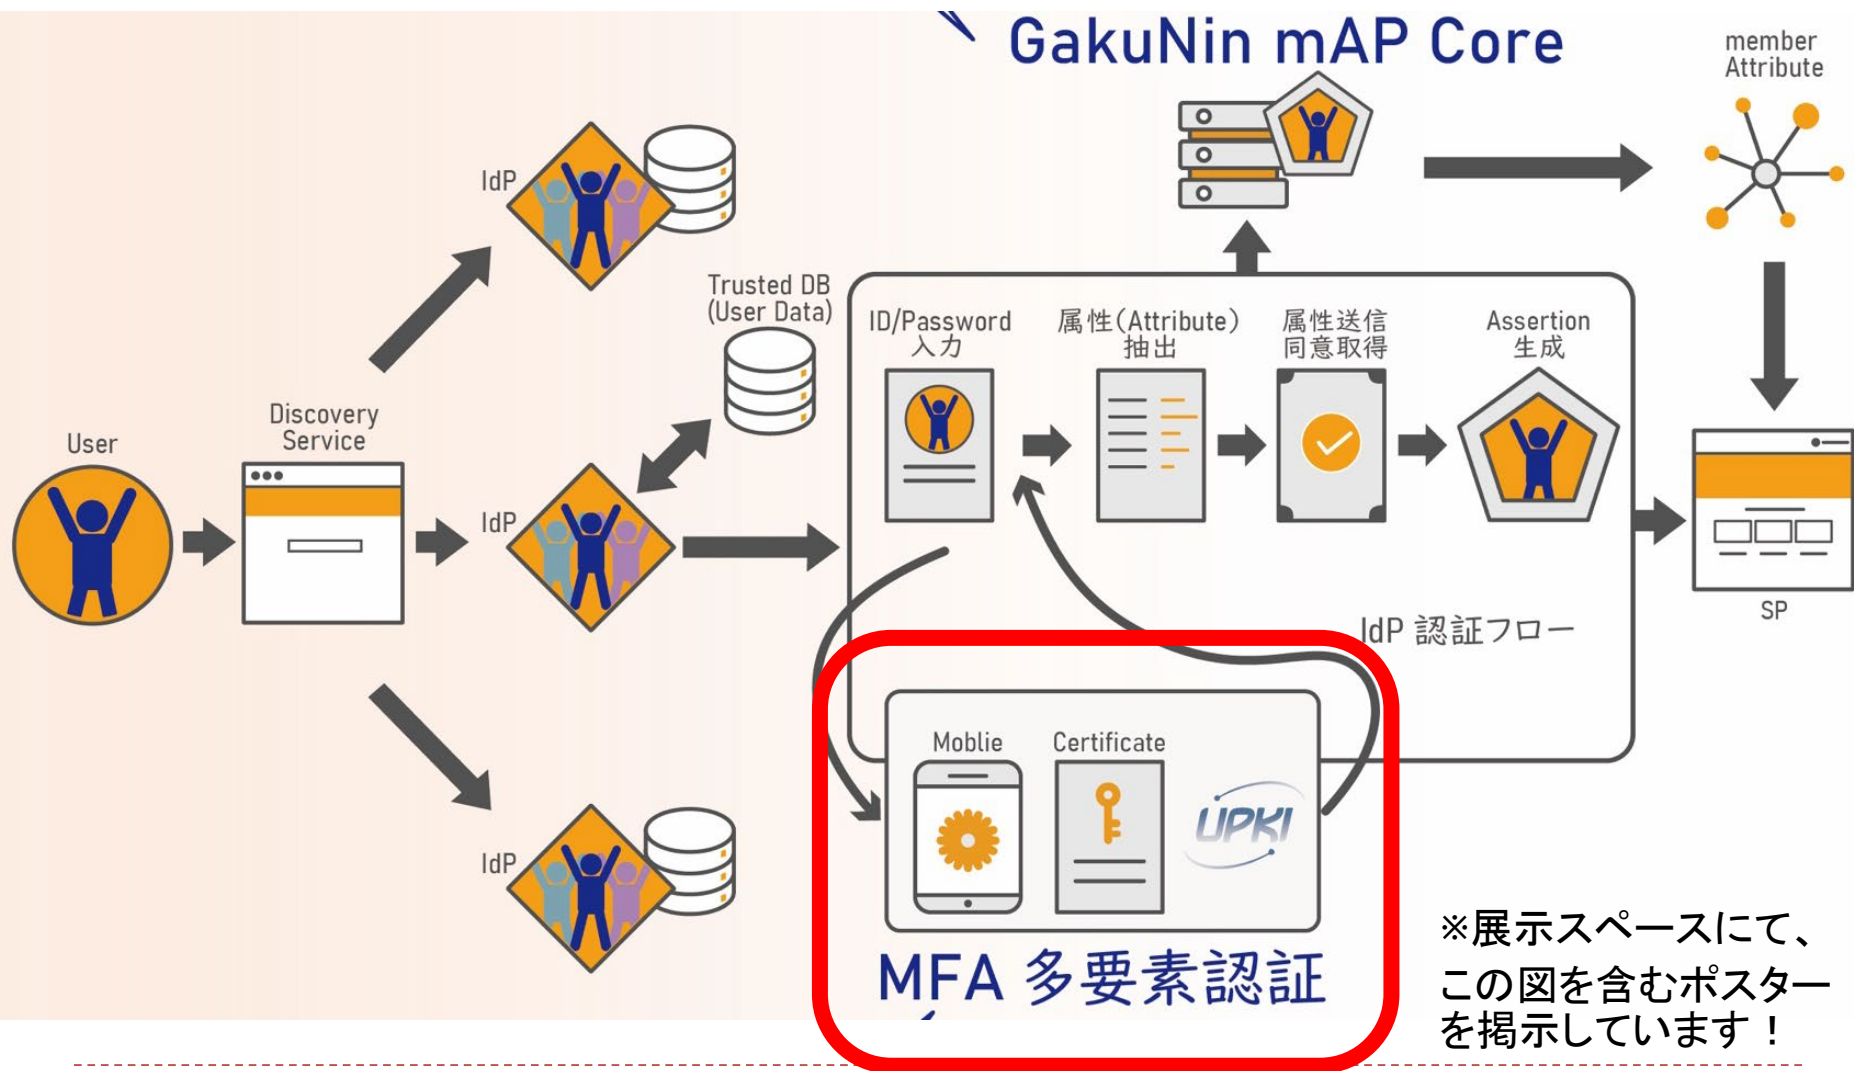 GakuNin mAP Core
member
Attribute
IdP
Trusted DB
(User Data)
ID/Password
入力
属性(Attribute)
抽出
属性送信
同意取得
Assertion
生成
User
Discovery
Service
IdP
SP
IdP 認証フロー
Moblie
Certificate
UPKI
IdP
MFA 多要素認証
※展示スペースにて、
この図を含むポスター
を掲示しています！